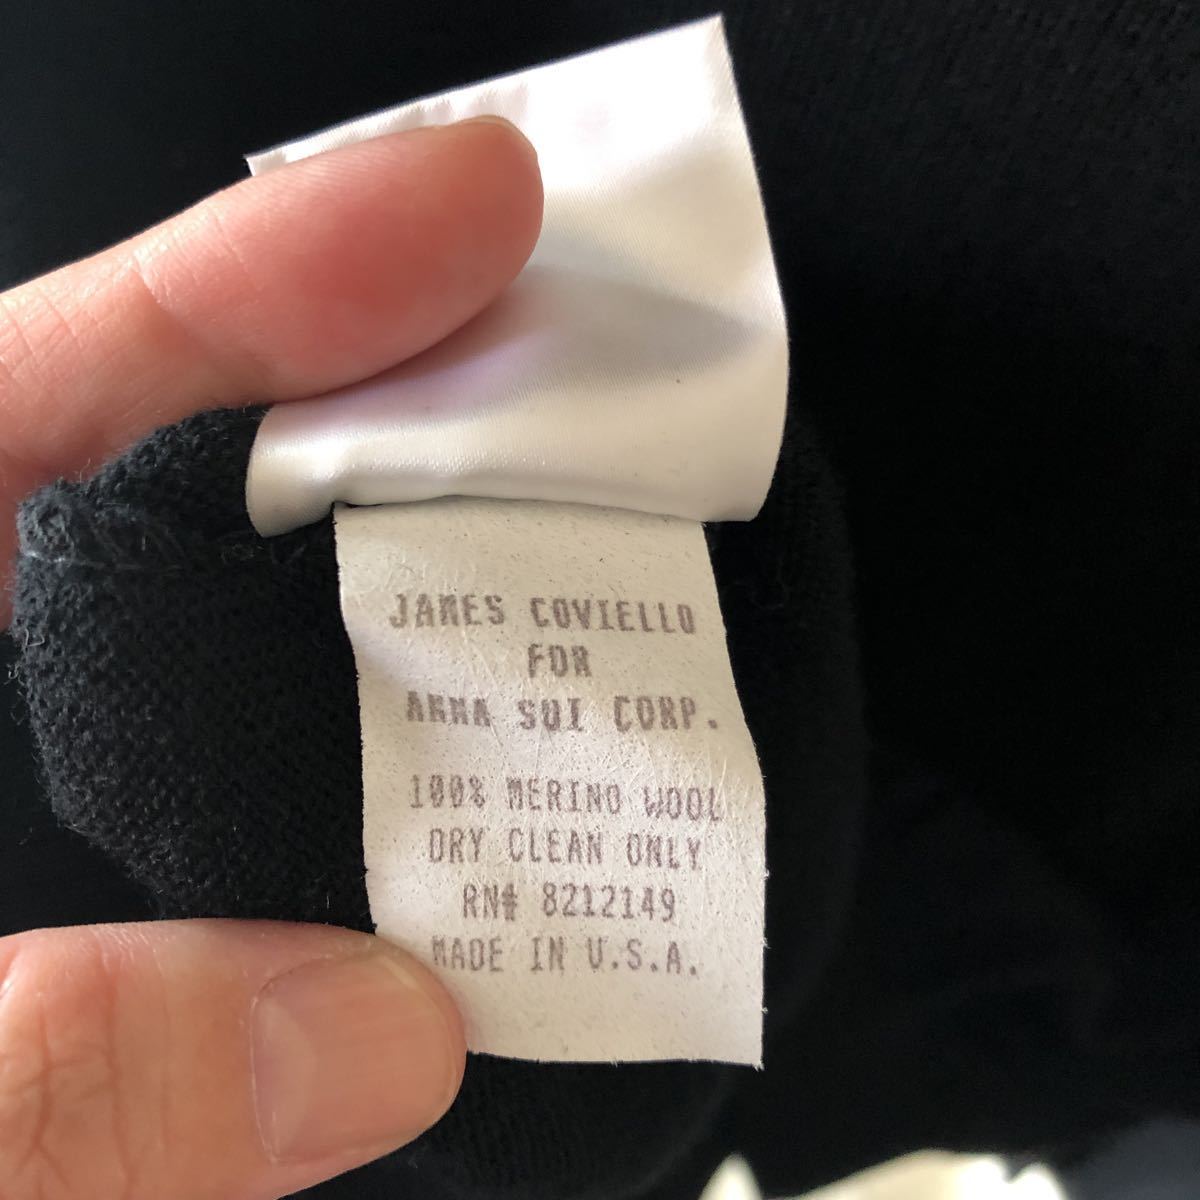 JAMES COVIELLO
FOR
ANNA SUI CORP.
100% MERINO WOOL
DRY CLEAN ONLY
RN# 8212149
MADE IN U.S.A.